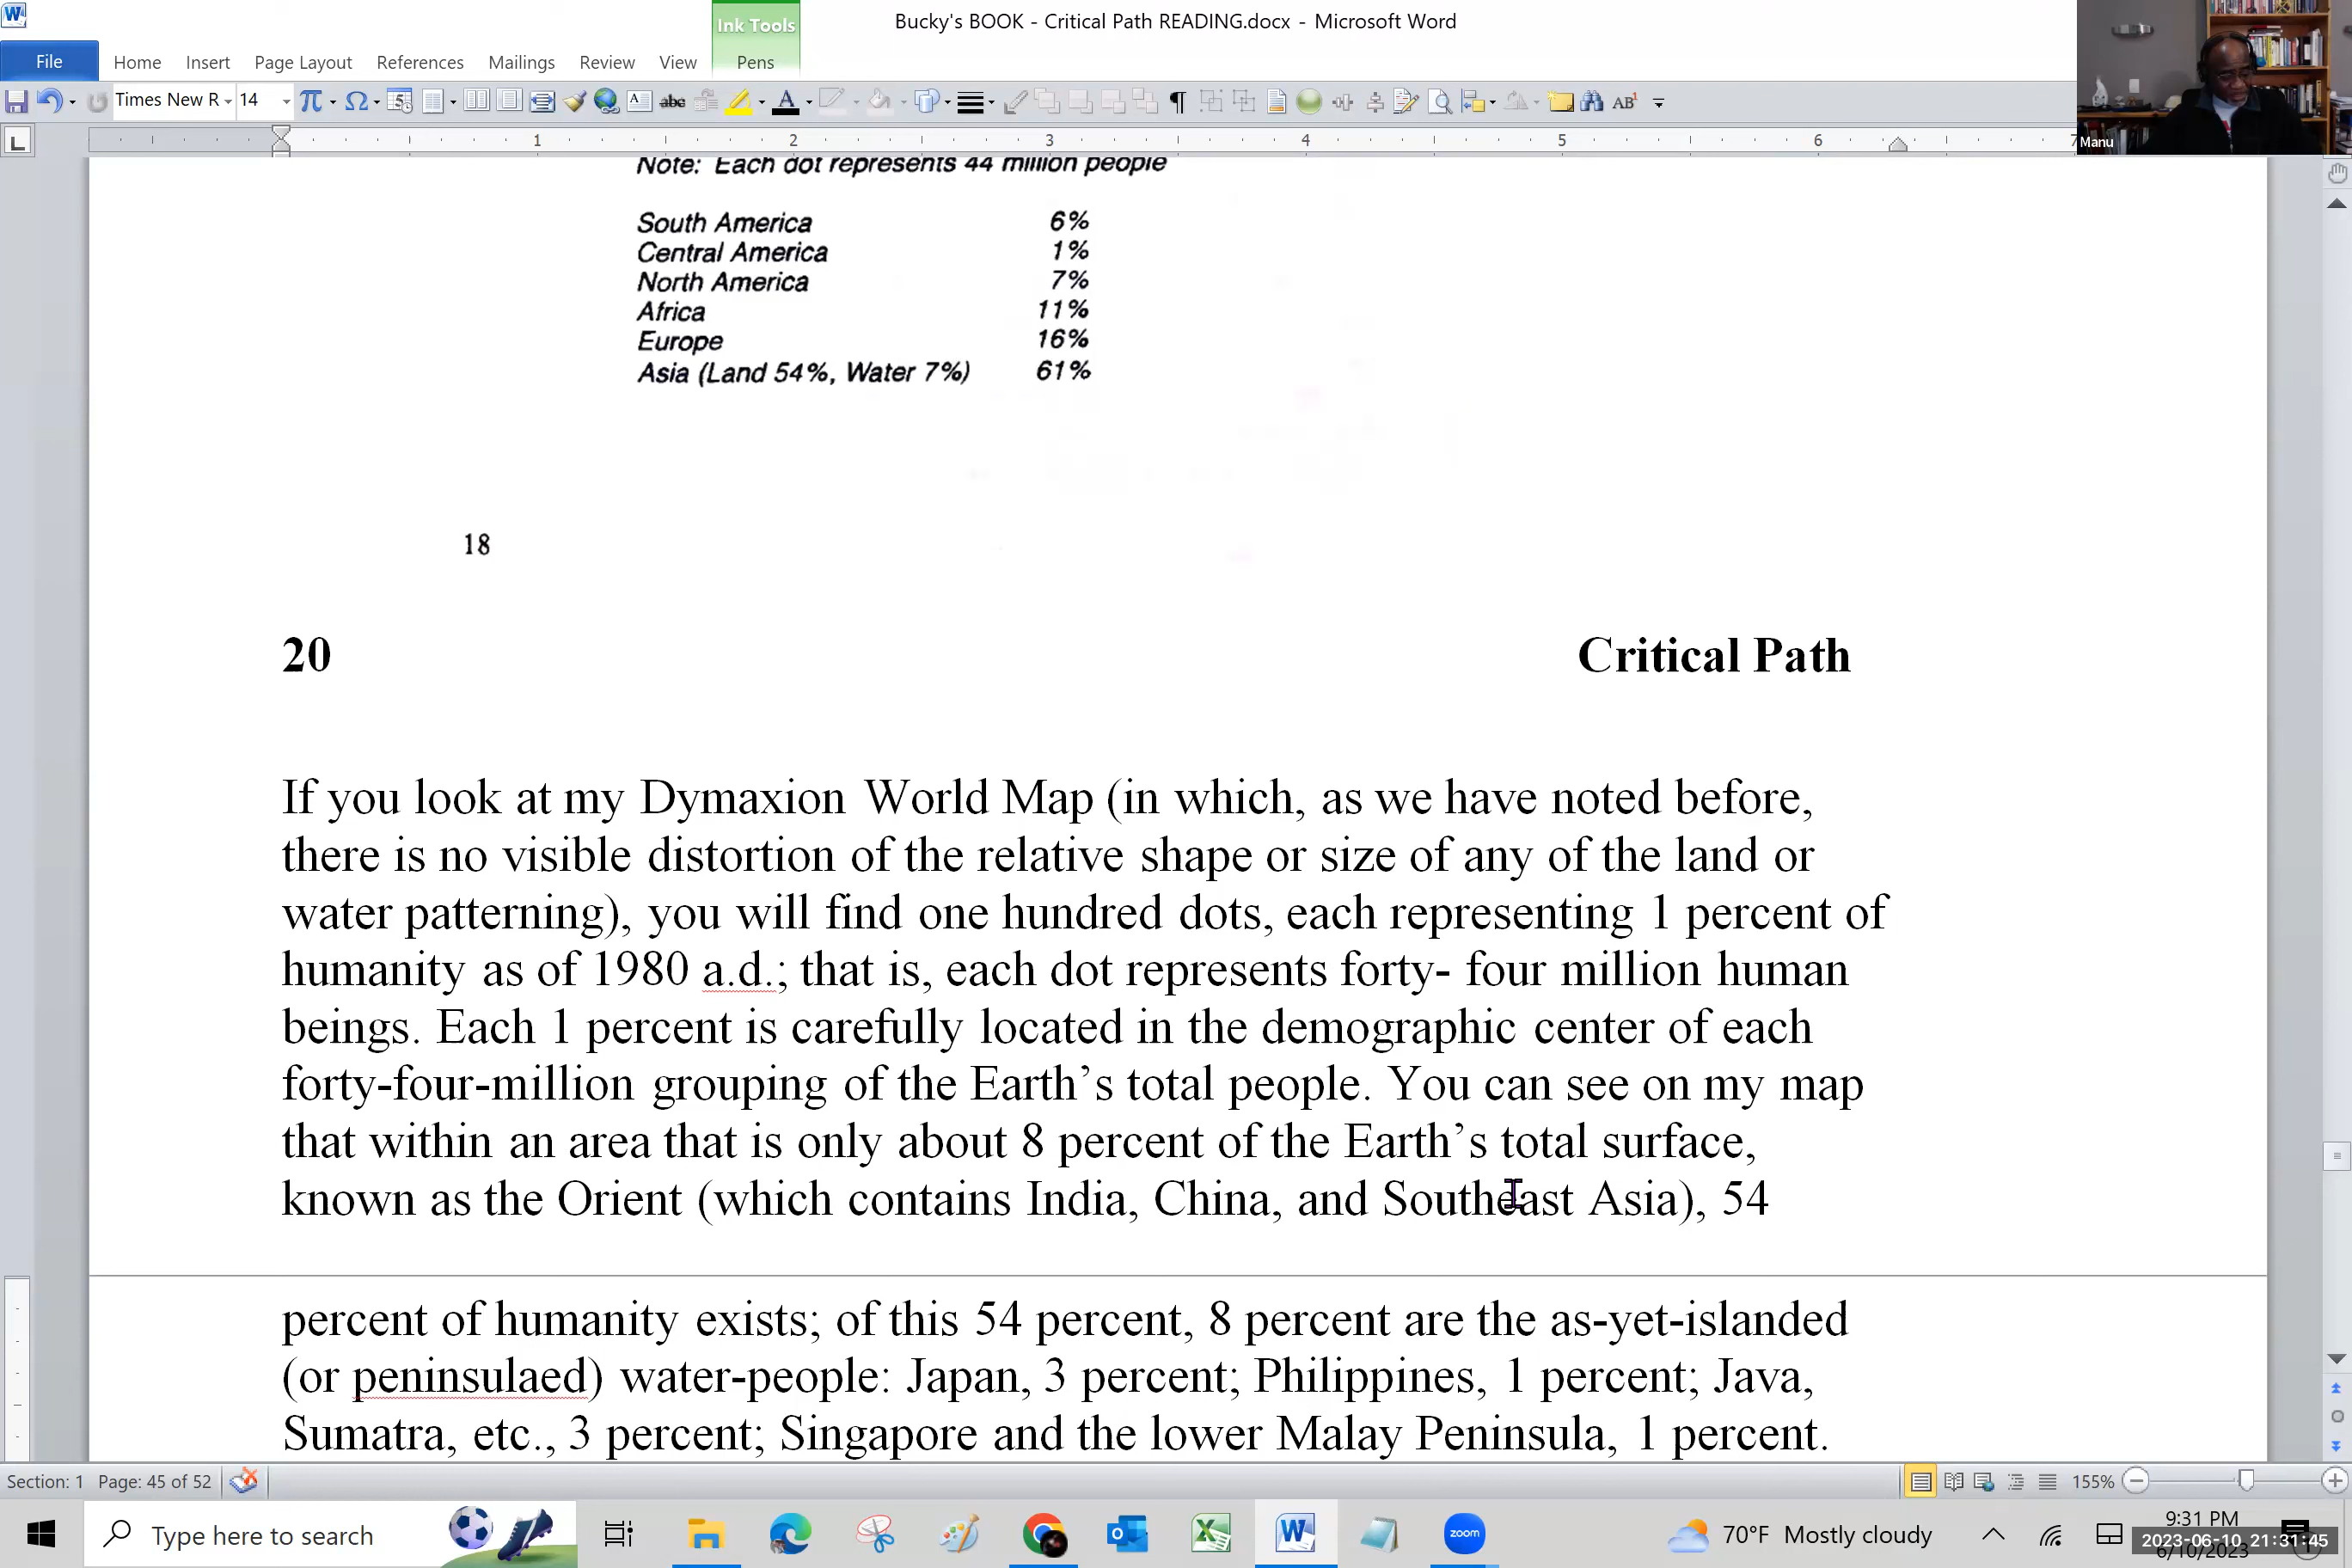 Bucky's BOOK - Critical Path READING.docx - Microsoft Word
Ink Tools
File Home Insert Page Layout References Mailings Review View Pens
Times New R 14
Manu
1 2 3 4 5 6 7
Note: Each dot represents 44 million people
South America 6%
Central America 1%
North America 7%
Africa 11%
Europe 16%
Asia (Land 54%, Water 7%) 61%
18
20 Critical Path
If you look at my Dymaxion World Map (in which, as we have noted before,
there is no visible distortion of the relative shape or size of any of the land or
water patterning), you will find one hundred dots, each representing 1 percent of
humanity as of 1980 a.d.; that is, each dot represents forty- four million human
beings. Each 1 percent is carefully located in the demographic center of each
forty-four-million grouping of the Earth’s total people. You can see on my map
that within an area that is only about 8 percent of the Earth’s total surface,
known as the Orient (which contains India, China, and Southeast Asia), 54
percent of humanity exists; of this 54 percent, 8 percent are the as-yet-islanded
(or peninsulaed) water-people: Japan, 3 percent; Philippines, 1 percent; Java,
Sumatra, etc., 3 percent; Singapore and the lower Malay Peninsula, 1 percent.
Section: 1 Page: 45 of 52 155%
Type here to search
zoom
70°F Mostly cloudy
9:31 PM
2023-06-10_21:31:45
6/10/2023